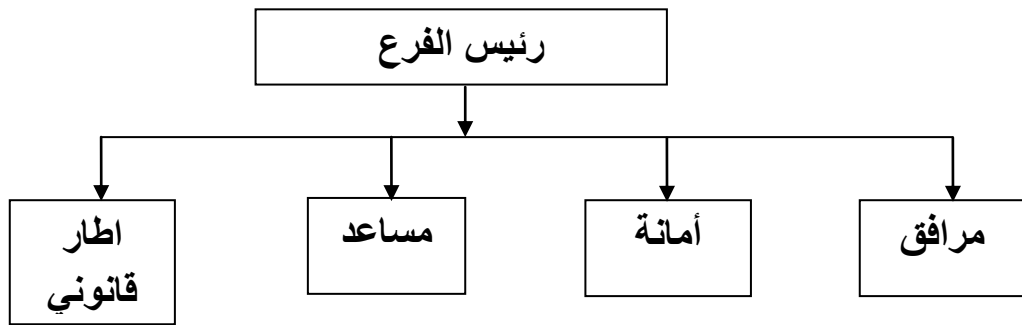 رئيس الفرع
مرافق
أمانة
مساعد
اطار
قانوني